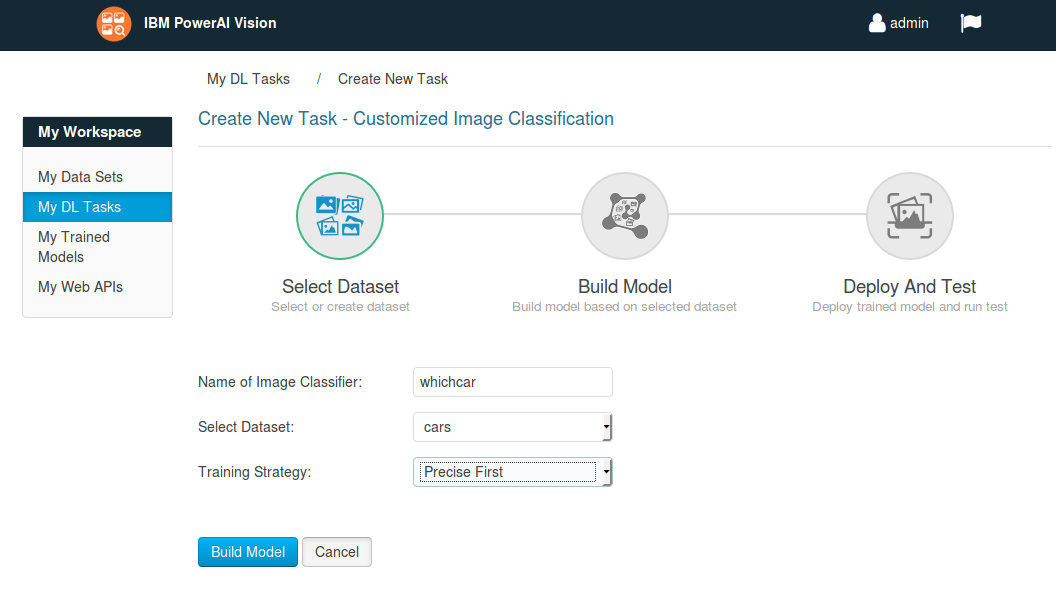 IBM PowerAI Vision
admin
My DL Tasks / Create New Task
My Workspace
My Data Sets
My DL Tasks
My Trained
Models
My Web APIs
Create New Task - Customized Image Classification
Select Dataset
Select or create dataset
Build Model
Build model based on selected dataset
Deploy And Test
Deploy trained model and run test
Name of Image Classifier: whichcar
Select Dataset: cars
Training Strategy: Precise First
Build Model Cancel